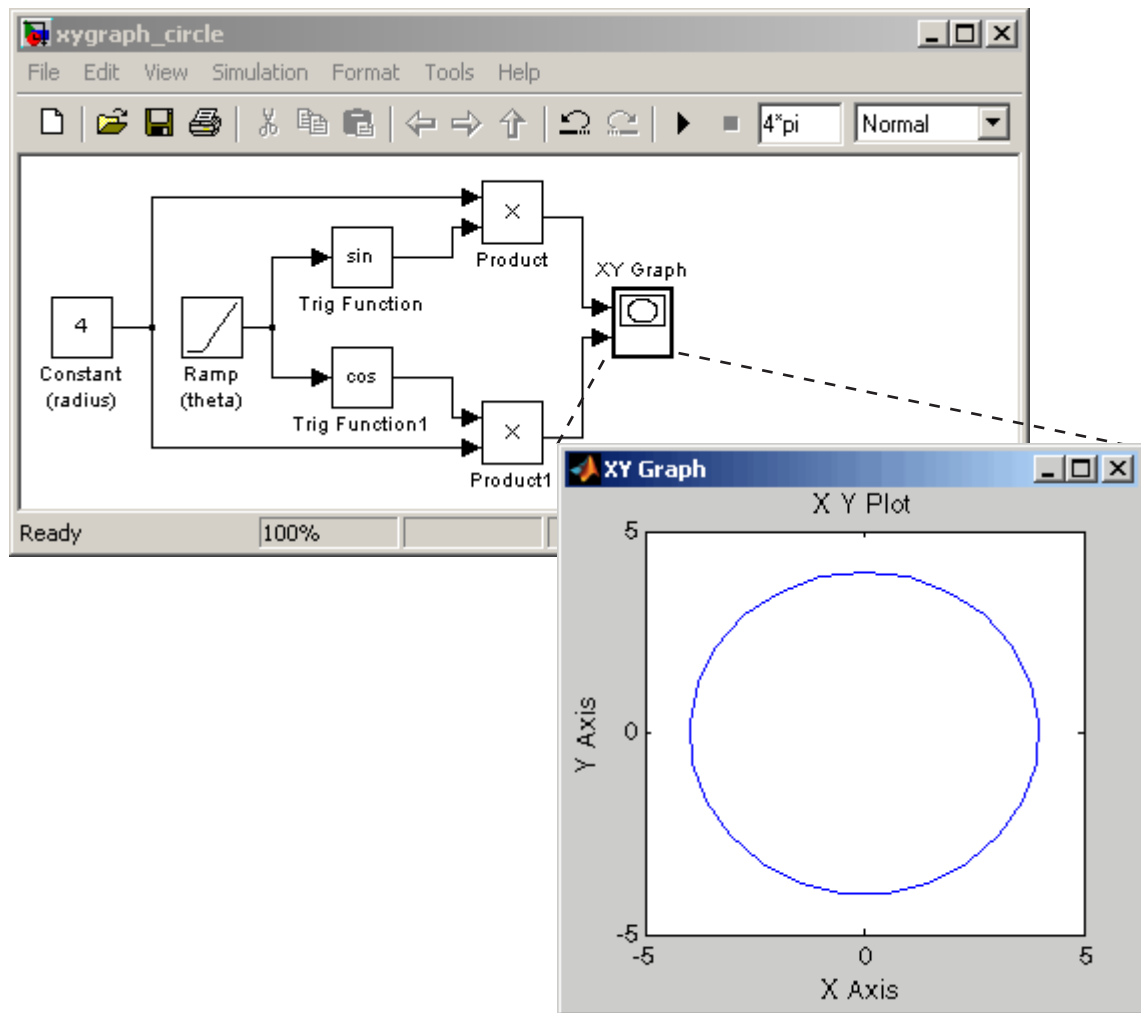 xygraph_circle
File Edit View Simulation Format Tools Help
4*pi Normal
×
Product
sin
Trig Function
XY Graph
4
Constant
(radius)
Ramp
(theta)
cos
Trig Function1
×
Product1
Ready 100%
XY Graph
X Y Plot
5
0
-5
Y Axis
-5 0 5
X Axis